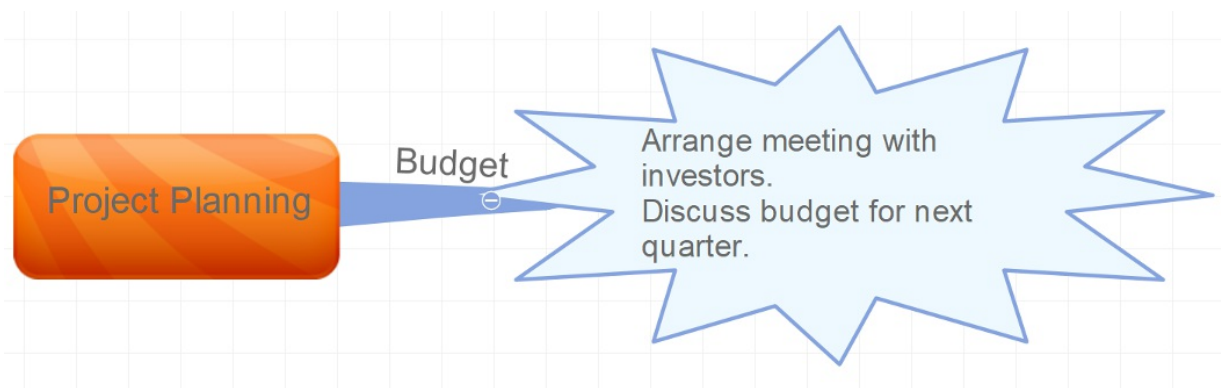 Project Planning
Budget
Arrange meeting with
investors.
Discuss budget for next
quarter.